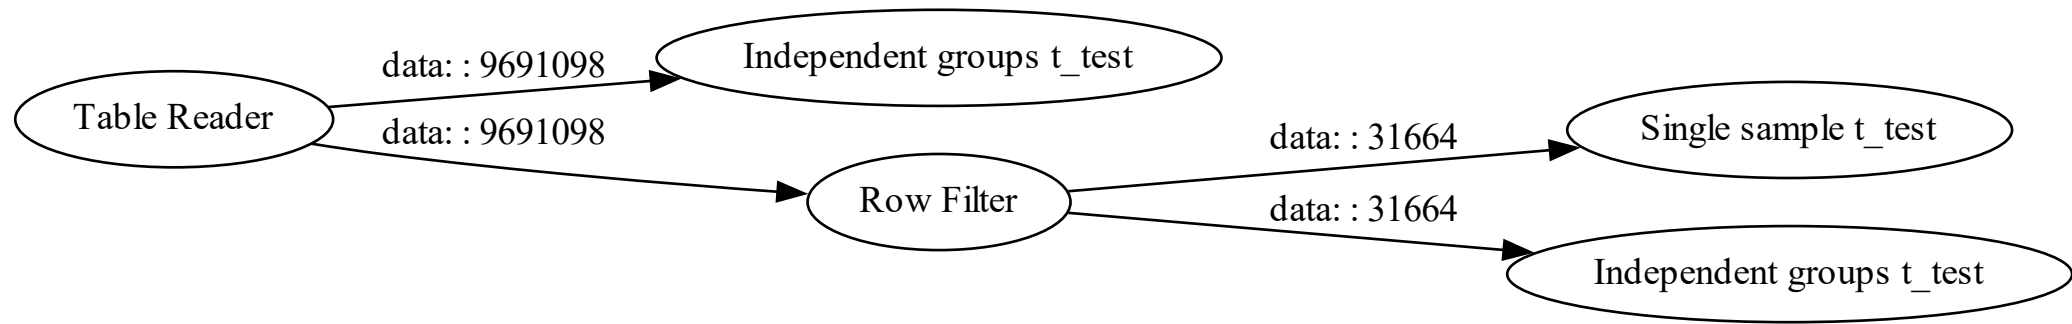 Table Reader
data: : 9691098
Independent groups t_test
data: : 9691098
Row Filter
data: : 31664
Single sample t_test
data: : 31664
Independent groups t_test